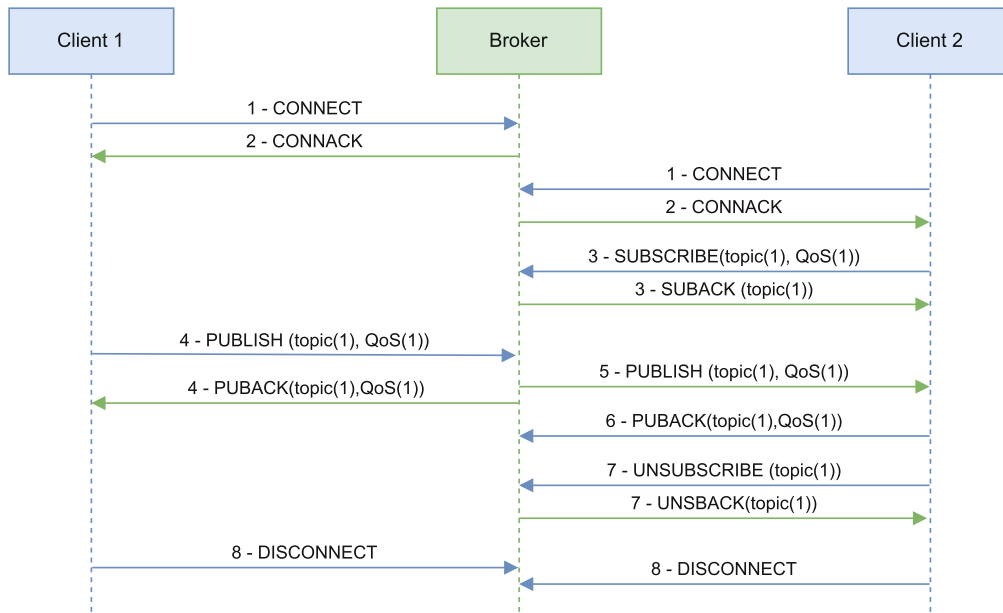 Client 1
Broker
Client 2
1 - CONNECT
2 - CONNACK
1 - CONNECT
2 - CONNACK
3 - SUBSCRIBE(topic(1), QoS(1))
3 - SUBACK (topic(1))
4 - PUBLISH (topic(1), QoS(1))
5 - PUBLISH (topic(1), QoS(1))
4 - PUBACK(topic(1),QoS(1))
6 - PUBACK(topic(1),QoS(1))
7 - UNSUBSCRIBE (topic(1))
7 - UNSBACK(topic(1))
8 - DISCONNECT
8 - DISCONNECT